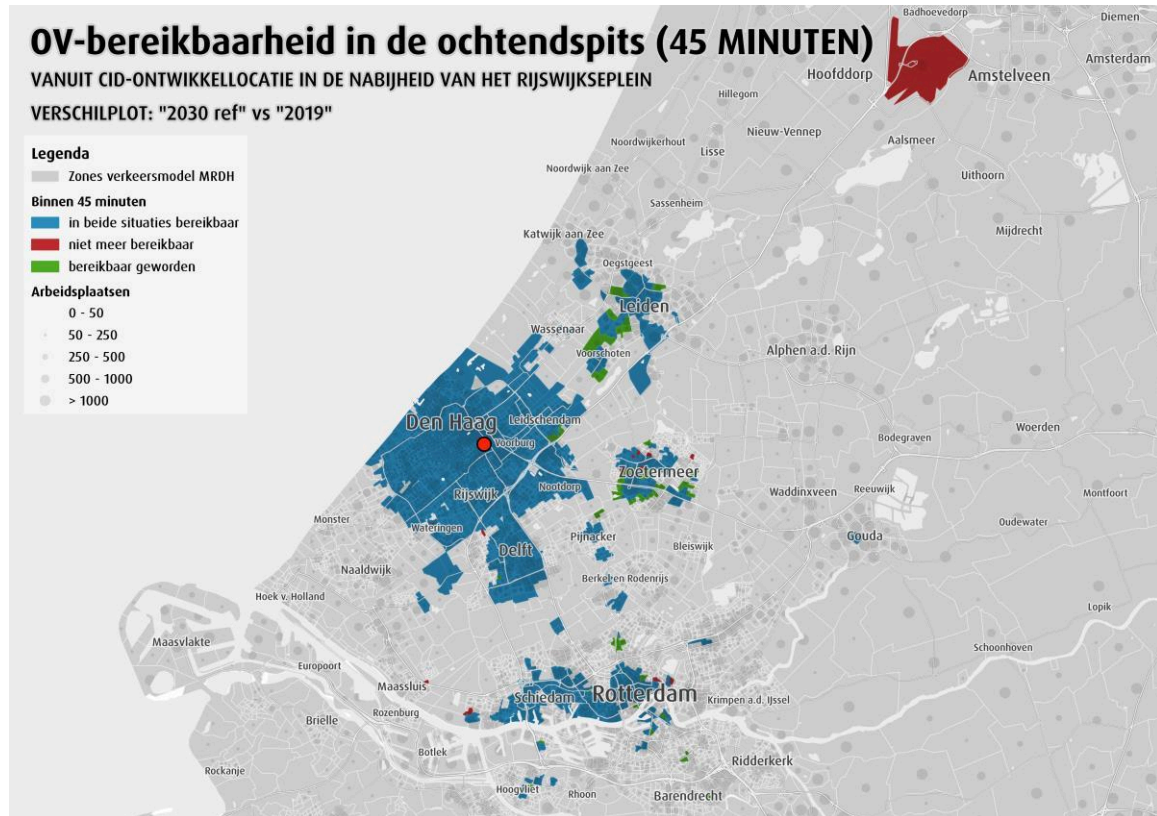 OV-bereikbaarheid in de ochtendspits (45 MINUTEN)
VANUIT CID-ONTWIKKELLOCATIE IN DE NABIJHEID VAN HET RIJSWIJKSEPLEIN
VERSCHILPLOT: "2030 ref" vs "2019"
Legenda
Zones verkeersmodel MRDH
Binnen 45 minuten
in beide situaties bereikbaar
niet meer bereikbaar
bereikbaar geworden
Arbeidsplaatsen
0 - 50
50 - 250
250 - 500
500 - 1000
> 1000
Badhoevedorp
Diemen
Amsterdam
Hoofddorp
Amstelveen
Hillegom
Nieuw-Vennep
Aalsmeer
Noordwijkerhout
Lisse
Uithoorn
Noordwijk aan Zee
Sassenheim
Mijdrecht
Katwijk aan Zee
Oegstgeest
Leiden
Wassenaar
Voorschoten
Alphen a.d. Rijn
Den Haag
Leidschendam
Voorburg
Woerden
Bodegraven
Zoetermeer
Rijswijk
Nootdorp
Waddinxveen
Reeuwijk
Montfoort
Monster
Wateringen
Oudewater
Delft
Pijnacker
Gouda
Bleiswijk
Naaldwijk
Berkel en Rodenrijs
Hoek v. Holland
Lopik
Maasvlakte
Schoonhoven
Europoort
Maassluis
Schiedam
Rotterdam
Krimpen a.d. IJssel
Rozenburg
Brielle
Botlek
Ridderkerk
Rockanje
Hoogvliet
Rhoon
Barendrecht